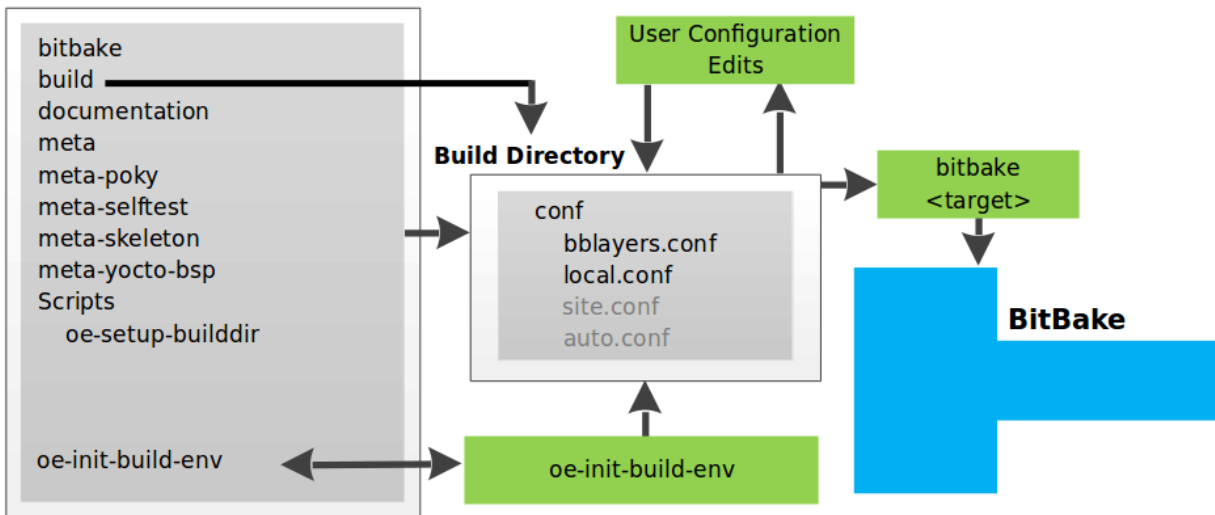 bitbake
build
documentation
meta
meta-poky
meta-selftest
meta-skeleton
meta-yocto-bsp
Scripts
oe-setup-builddir
oe-init-build-env
User Configuration
Edits
Build Directory
conf
bblayers.conf
local.conf
site.conf
auto.conf
oe-init-build-env
bitbake
<target>
BitBake